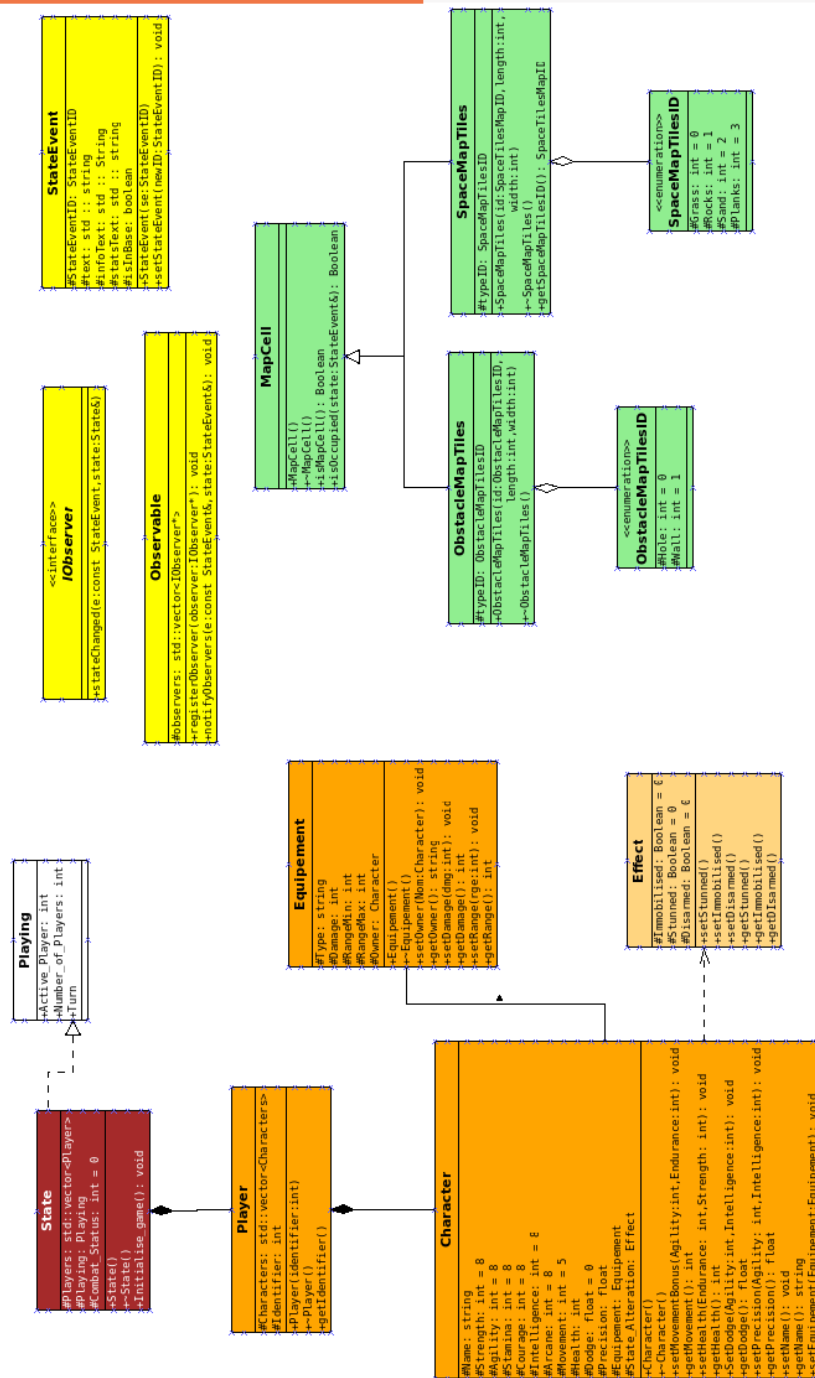 State
#Players: std::vector<Player>
#Playing: Playing
#Combat_Status: int = 0
+State()
+~State()
+Initialise_game(): void
Playing
+Active_Player: int
+Number_of_Players: int
+Turn
<<interface>>
IObserver
+stateChanged(e:const StateEvent,state:State&)
StateEvent
#StateEventID: StateEventID
#text: std :: string
#infoText: std :: String
#statsText: std :: string
#isInBase: boolean
+StateEvent(se:StateEventID)
+setStateEvent(newID:StateEventID): void
Player
#Characters: std::vector<Characters>
#Identifier: int
+Player(identifier:int)
+~Player()
+getidentifier()
Observable
#observers: std::vector<IObserver*>
+registerObserver(observer:IObserver*): void
+notifyObservers(e:const StateEvent&,state:StateEvent&): void
MapCell
+MapCell()
+~MapCell()
+isMapCell(): Boolean
+isOccupied(state:StateEvent&): Boolean
Equipement
#Type: string
#Damage: int
#RangeMin: int
#RangeMax: int
#Owner: Character
+Equipement()
+~Equipement()
+setOwner(Nom:Character): void
+getOwner(): string
+setDamage(dmg:int): void
+getDamage(): int
+setRange(rge:int): void
+getRange(): int
Character
#Name: string
#Strength: int = 8
#Agility: int = 8
#Stamina: int = 8
#Courage: int = 8
#Intelligence: int = 8
#Arcane: int = 8
#Movement: int = 5
#Health: int
#Dodge: float = 0
#Precision: float
#Equipement: Equipement
#State_Alteration: Effect
+Character()
+~Character()
+setMovementBonus(Agility:int,Endurance:int): void
+getMovement(): int
+setHealth(Endurance: int,Strength: int): void
+getHealth(): int
+SetDodge(Agility:int,Intelligence:int): void
+getDodge(): float
+setPrecision(Agility: int,Intelligence:int): void
+getPrecision(): float
+setName(): void
+getName(): string
+setEquipement(Equipement:Equipement): void
ObstacleMapTiles
#typeID: ObstacleMapTilesID
+ObstacleMapTiles(id:ObstacleMapTilesID,
length:int,width:int)
+~ObstacleMapTiles()
SpaceMapTiles
#typeID: SpaceMapTilesID
+SpaceMapTiles(id:SpaceTilesMapID,length:int,
width:int)
+~SpaceMapTiles()
+getSpaceMapTilesID(): SpaceTilesMapID
Effect
#Immobilised: Boolean = 0
#Stunned: Boolean = 0
#Disarmed: Boolean = 0
+setStunned()
+setImmobilised()
+setDisarmed()
+getStunned()
+getImmobilised()
+getDIsarmed()
<<enumeration>>
ObstacleMapTilesID
#Hole: int = 0
#Wall: int = 1
<<enumeration>>
SpaceMapTilesID
#Grass: int = 0
#Rocks: int = 1
#Sand: int = 2
#Planks: int = 3